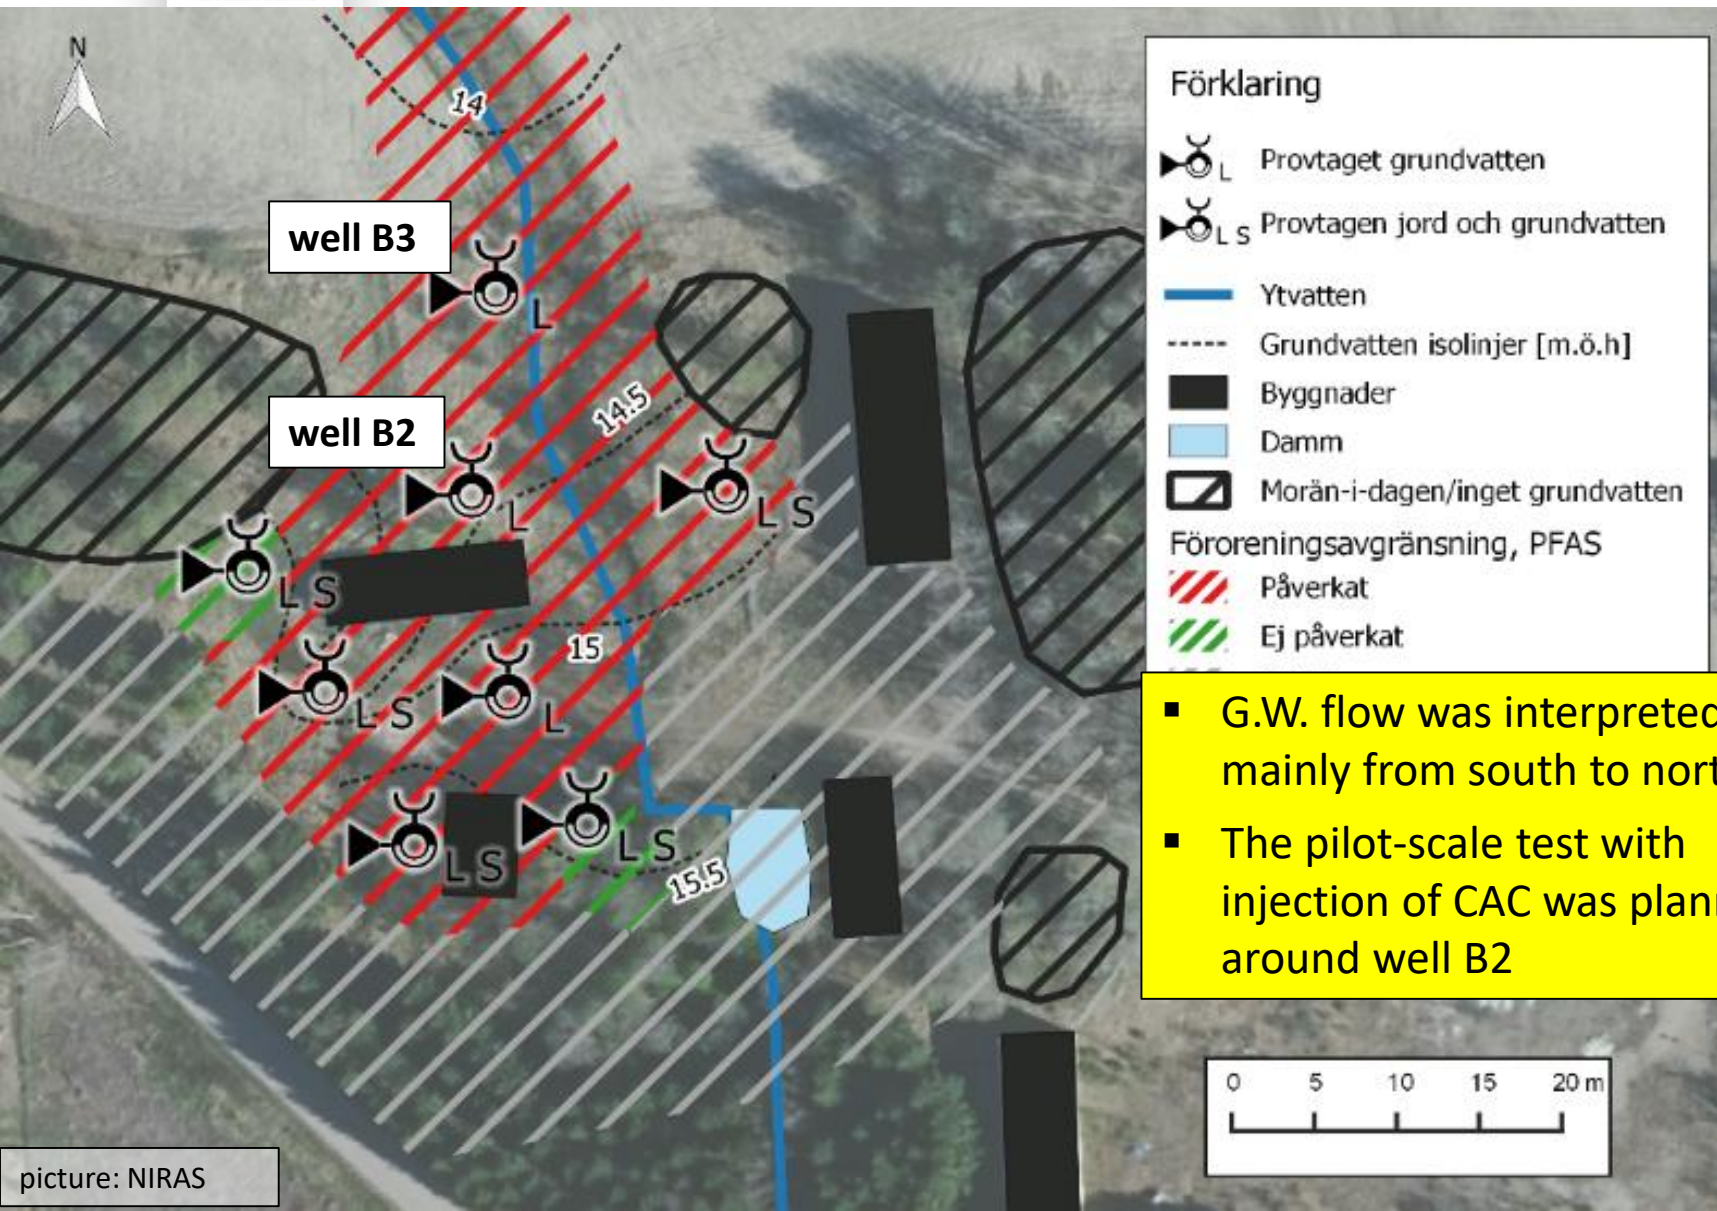 N
14
well B3
L
14.5
well B2
L
L S
L S
15
L S
L
L S
L S
15.5
picture: NIRAS
Förklaring
L Provtaget grundvatten
L S Provtagen jord och grundvatten
Ytvatten
Grundvatten isolinjer [m.ö.h]
Byggnader
Damm
Morän-i-dagen/inget grundvatten
Föroreningsavgränsning, PFAS
Påverkat
Ej påverkat
▪ G.W. flow was interpreted
mainly from south to nort
▪ The pilot-scale test with
injection of CAC was plan
around well B2
0 5 10 15 20 m